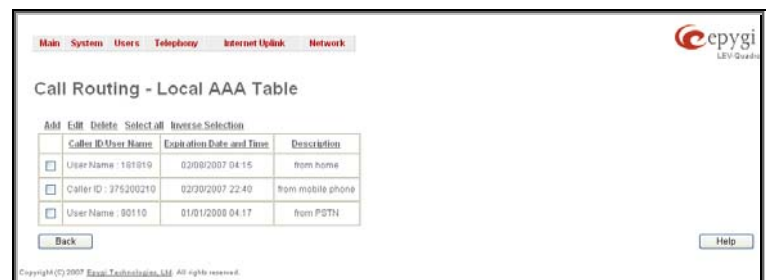 Main System Users Telephony Internet Uplink Network
epygi
LEV-Quadro
Call Routing - Local AAA Table
Add Edit Delete Select all Inverse Selection
Caller ID/User Name Expiration Date and Time Description
User Name : 181819 02/08/2007 04:15 from home
Caller ID : 375200210 02/30/2007 22:40 from mobile phone
User Name : 80110 01/01/2008 04:17 from PSTN
Back Help
Copyright (C) 2007 Epygi Technologies, Ltd. All rights reserved.